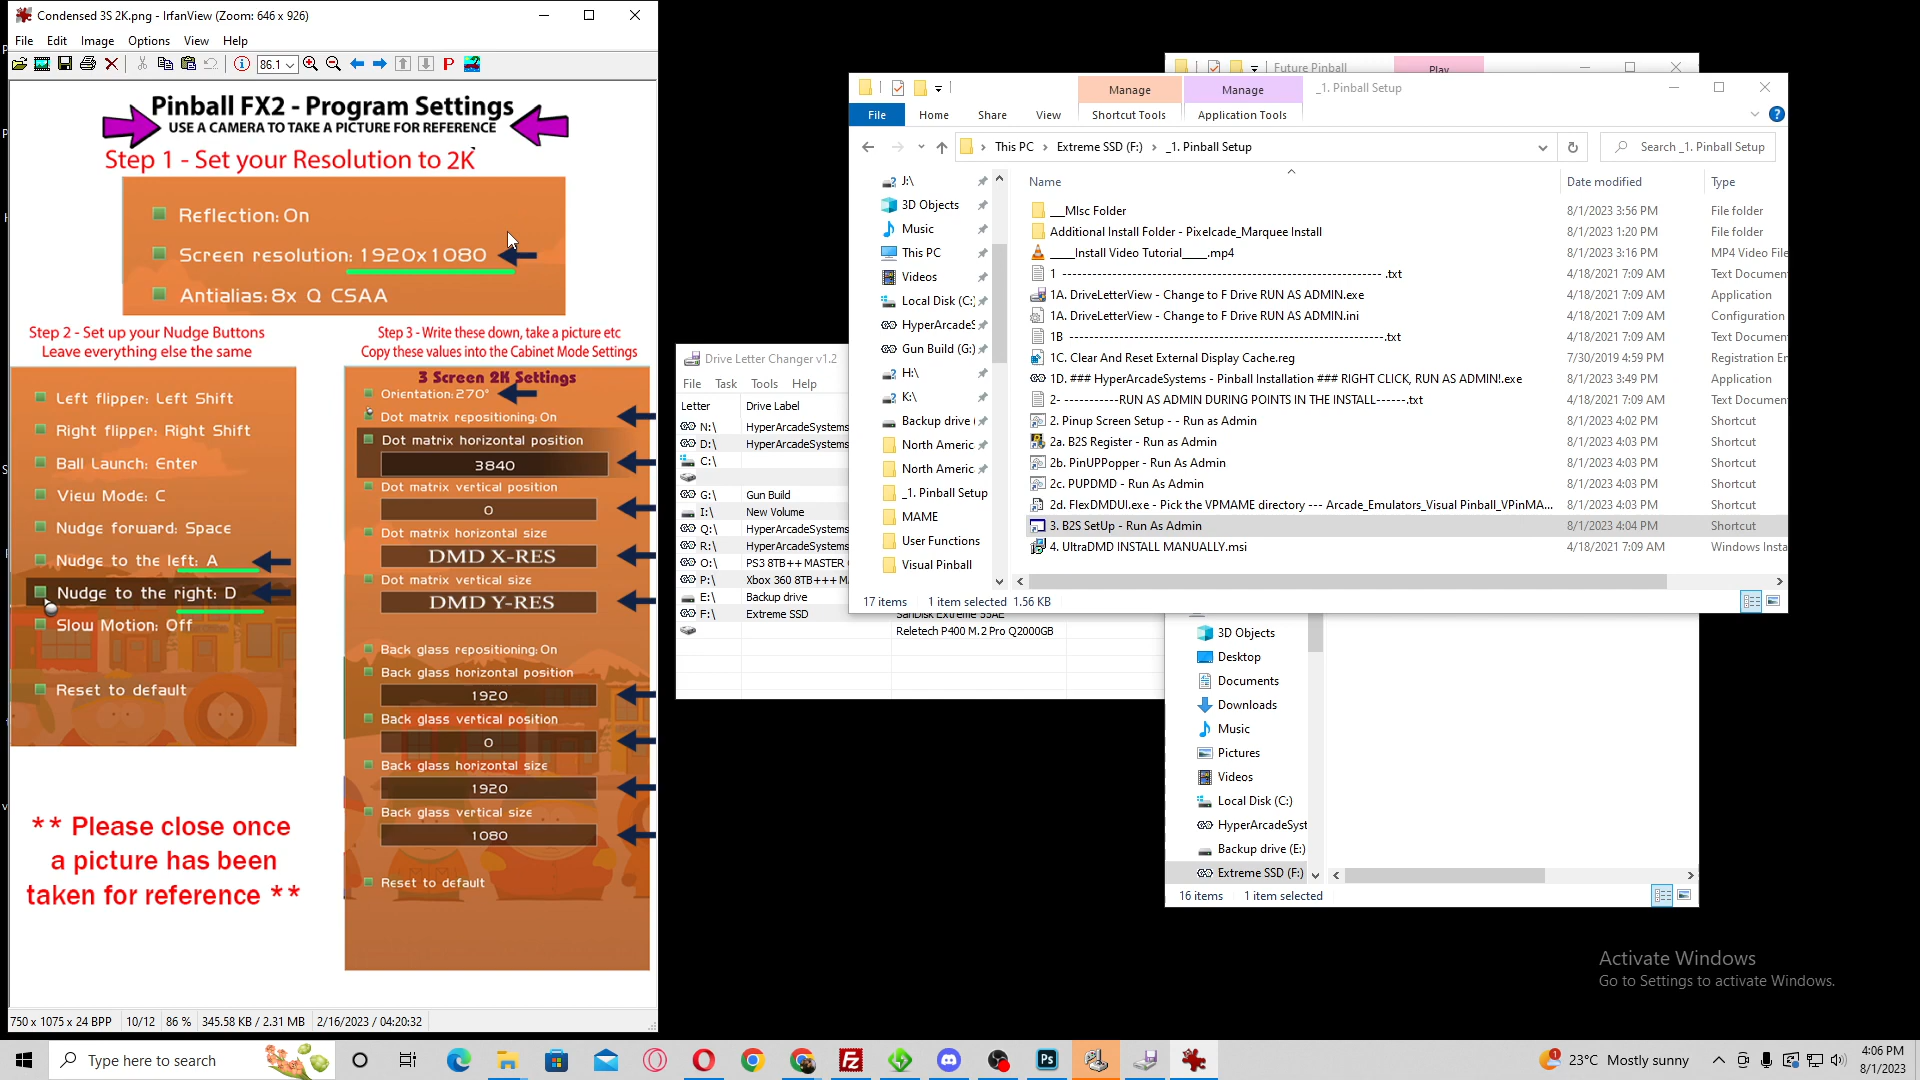 Condensed 3S 2K.png - IrfanView (Zoom: 646 x 926)
File Edit Image Options View Help
86.1
Pinball FX2 - Program Settings
USE A CAMERA TO TAKE A PICTURE FOR REFERENCE
Step 1 - Set your Resolution to 2K
Reflection: On
Screen resolution: 1920x1080
Antialias: 8x Q CSAA
Step 2 - Set up your Nudge Buttons
Leave everything else the same
Left flipper: Left Shift
Right flipper: Right Shift
Ball Launch: Enter
View Mode: C
Nudge forward: Space
Nudge to the left: A
Nudge to the right: D
Slow Motion: Off
Reset to default
** Please close once
a picture has been
taken for reference **
Step 3 - Write these down, take a picture etc
Copy these values into the Cabinet Mode Settings
3 Screen 2K Settings
Orientation: 270°
Dot matrix repositioning: On
Dot matrix horizontal position
3840
Dot matrix vertical position
0
Dot matrix horizontal size
DMD X-RES
Dot matrix vertical size
DMD Y-RES
Back glass repositioning: On
Back glass horizontal position
1920
Back glass vertical position
0
Back glass horizontal size
1920
Back glass vertical size
1080
Reset to default
750 x 1075 x 24 BPP 10/12 86 % 345.58 KB / 2.31 MB 2/16/2023 / 04:20:32
Drive Letter Changer v1.2
File Task Tools Help
Letter Drive Label
N:\ HyperArcadeSystems
D:\ HyperArcadeSystems
C:\
G:\ Gun Build
I:\ New Volume
Q:\ HyperArcadeSystems
R:\ HyperArcadeSystems
O:\ PS3 8TB++ MASTER
P:\ Xbox 360 8TB+++ M
E:\ Backup drive
F:\ Extreme SSD SanDisk Extreme 55AE
Reletech P400 M.2 Pro Q2000GB
Future Pinball Play
Manage Manage _1. Pinball Setup
File Home Share View Shortcut Tools Application Tools
This PC > Extreme SSD (F:) > _1. Pinball Setup
Search _1. Pinball Setup
J:\
3D Objects
Music
This PC
Videos
Local Disk (C:
HyperArcadeS
Gun Build (G:)
H:\
K:\
Backup drive (
North Americ
North Americ
_1. Pinball Setup
MAME
User Functions
Visual Pinball
Name Date modified Type
__MIsc Folder 8/1/2023 3:56 PM File folder
Additional Install Folder - Pixelcade_Marquee Install 8/1/2023 1:20 PM File folder
____Install Video Tutorial____.mp4 8/1/2023 3:16 PM MP4 Video File
1 ------------------------------------------------------------------- .txt 4/18/2021 7:09 AM Text Documen
1A. DriveLetterView - Change to F Drive RUN AS ADMIN.exe 4/18/2021 7:09 AM Application
1A. DriveLetterView - Change to F Drive RUN AS ADMIN.ini 4/18/2021 7:09 AM Configuration
1B ------------------------------------------------------------------.txt 4/18/2021 7:09 AM Text Documen
1C. Clear And Reset External Display Cache.reg 7/30/2019 4:59 PM Registration En
1D. ### HyperArcadeSystems - Pinball Installation ### RIGHT CLICK, RUN AS ADMIN!.exe 8/1/2023 3:49 PM Application
2- -----------RUN AS ADMIN DURING POINTS IN THE INSTALL------.txt 4/18/2021 7:09 AM Text Documen
2. Pinup Screen Setup - - Run as Admin 8/1/2023 4:02 PM Shortcut
2a. B2S Register - Run as Admin 8/1/2023 4:03 PM Shortcut
2b. PinUPPopper - Run As Admin 8/1/2023 4:03 PM Shortcut
2c. PUPDMD - Run as Admin 8/1/2023 4:03 PM Shortcut
2d. FlexDMDUI.exe - Pick the VPMAME directory --- Arcade_Emulators_Visual Pinball_VPinMA... 8/1/2023 4:03 PM Shortcut
3. B2S SetUp - Run As Admin 8/1/2023 4:04 PM Shortcut
4. UltraDMD INSTALL MANUALLY.msi 4/18/2021 7:09 AM Windows Insta
17 items 1 item selected 1.56 KB
3D Objects
Desktop
Documents
Downloads
Music
Pictures
Videos
Local Disk (C:)
HyperArcadeSyst
Backup drive (E:)
Extreme SSD (F:)
16 items 1 item selected
Activate Windows
Go to Settings to activate Windows.
Type here to search
23°C Mostly sunny
4:06 PM
8/1/2023